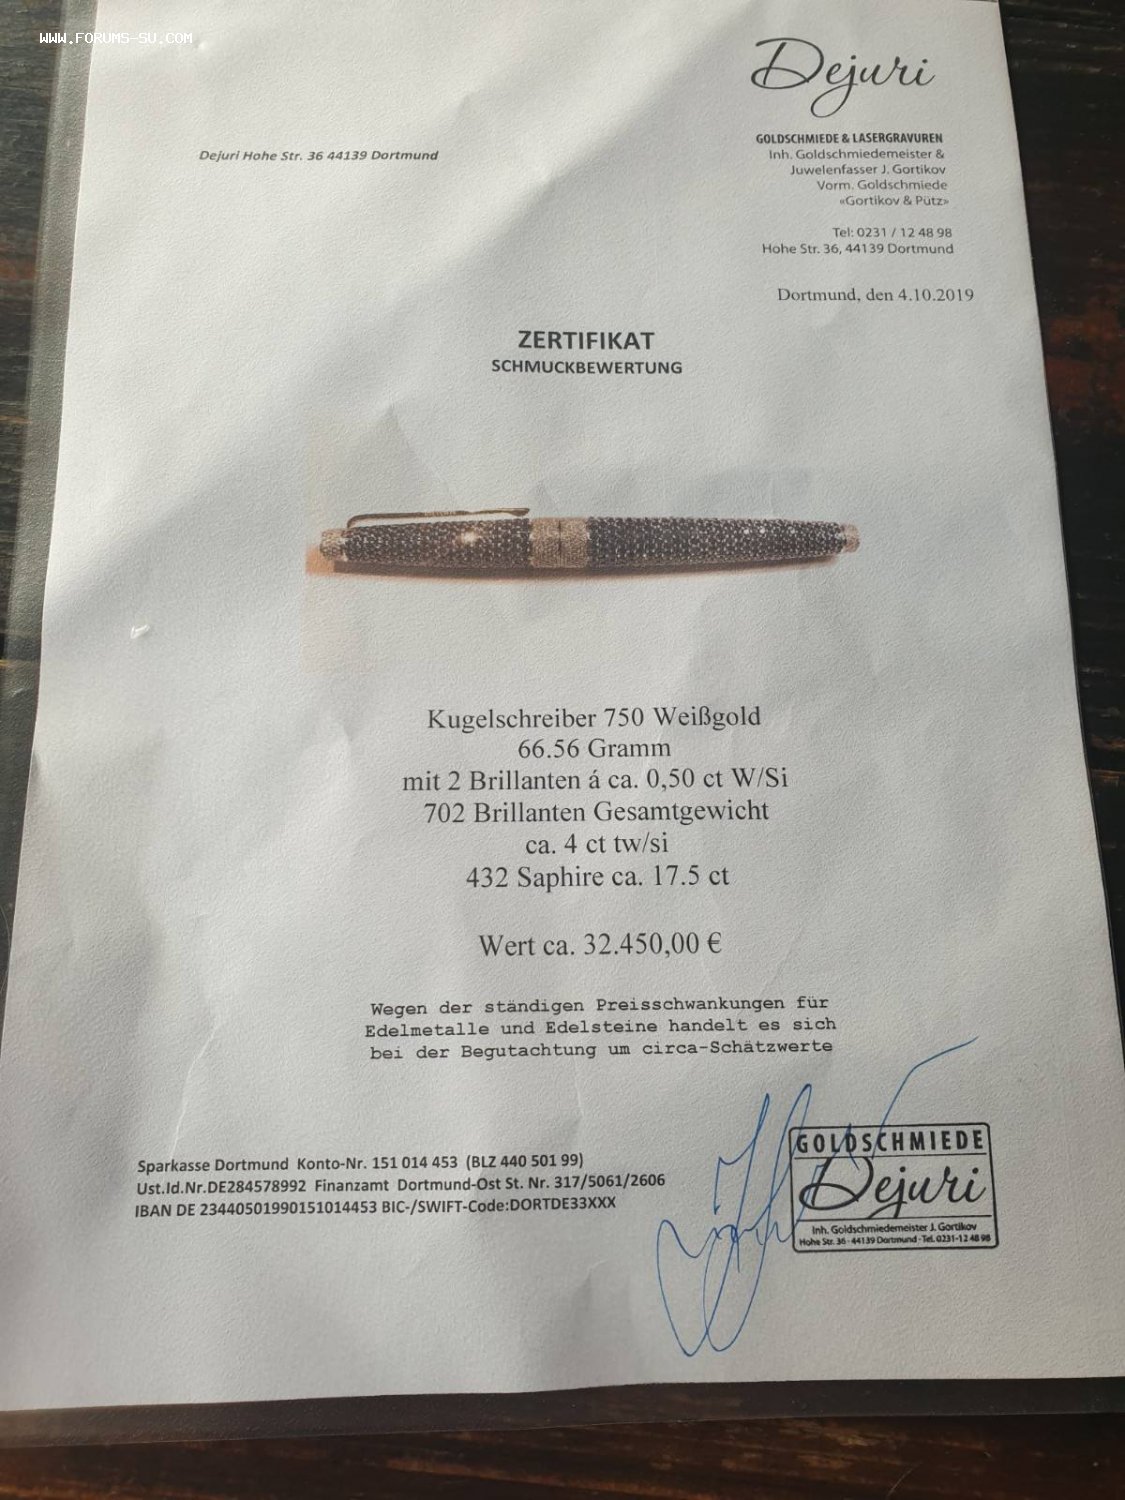 WWW.FORUMS-SU.COM
Dejuri
GOLDSCHMIEDE & LASERGRAVUREN
Inh. Goldschmiedemeister &
Juwelenfasser J. Gortikov
Vorm. Goldschmiede
«Gortikov & Pütz»
Dejuri Hohe Str. 36 44139 Dortmund
Tel: 0231 / 12 48 98
Hohe Str. 36, 44139 Dortmund
Dortmund, den 4.10.2019
ZERTIFIKAT
SCHMUCKBEWERTUNG
Kugelschreiber 750 Weißgold
66.56 Gramm
mit 2 Brillanten á ca. 0,50 ct W/Si
702 Brillanten Gesamtgewicht
ca. 4 ct tw/si
432 Saphire ca. 17.5 ct
Wert ca. 32.450,00 €
Wegen der ständigen Preisschwankungen für
Edelmetalle und Edelsteine handelt es sich
bei der Begutachtung um circa-Schätzwerte
Sparkasse Dortmund Konto-Nr. 151 014 453 (BLZ 440 501 99)
Ust.Id.Nr.DE284578992 Finanzamt Dortmund-Ost St. Nr. 317/5061/2606
IBAN DE 23440501990151014453 BIC-/SWIFT-Code:DORTDE33XXX
GOLDSCHMIEDE
Dejuri
Inh. Goldschmiedemeister J. Gortikov
Hohe Str. 36 · 44139 Dortmund · Tel. 0231-12 48 98